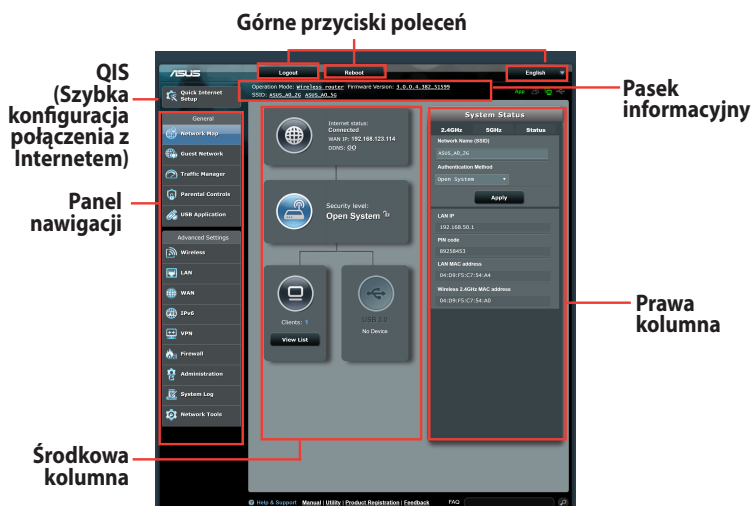 Górne przyciski poleceń
QIS
(Szybka
konfiguracja
połączenia z
Internetem)
Panel
nawigacji
Środkowa
kolumna
Pasek
informacyjny
Prawa
kolumna
ASUS
Logout
Reboot
English
Quick Internet
Setup
Operation Mode: Wireless router Firmware Version: 3.0.0.4.382_51599
SSID: ASUS_A0_2G ASUS_A0_5G
App
General
Network Map
Guest Network
Traffic Manager
Parental Controls
USB Application
Advanced Settings
Wireless
LAN
WAN
IPv6
VPN
Firewall
Administration
System Log
Network Tools
Internet status:
Connected
WAN IP: 192.168.123.114
DDNS: GO
Security level:
Open System
Clients: 1
View List
USB 3.0
No Device
System Status
2.4GHz 5GHz Status
Network Name (SSID)
ASUS_A0_2G
Authentication Method
Open System
Apply
LAN IP
192.168.50.1
PIN code
89258453
LAN MAC address
04:D9:F5:C7:54:A4
Wireless 2.4GHz MAC address
04:D9:F5:C7:54:A0
Help & Support Manual | Utility | Product Registration | Feedback FAQ